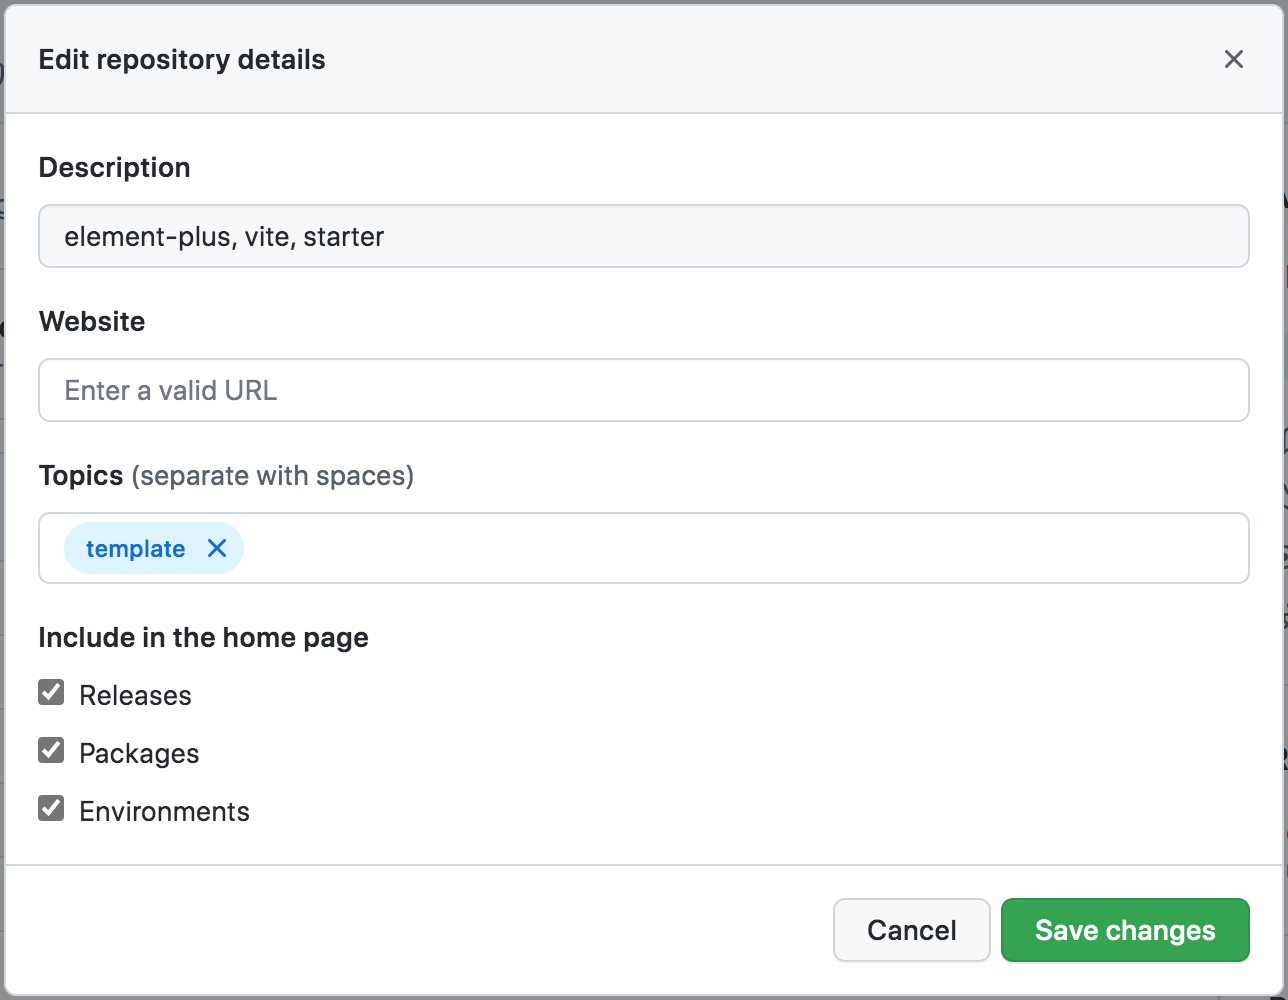 Edit repository details
Description
element-plus, vite, starter
Website
Enter a valid URL
Topics (separate with spaces)
template
Include in the home page
Releases
Packages
Environments
Cancel
Save changes